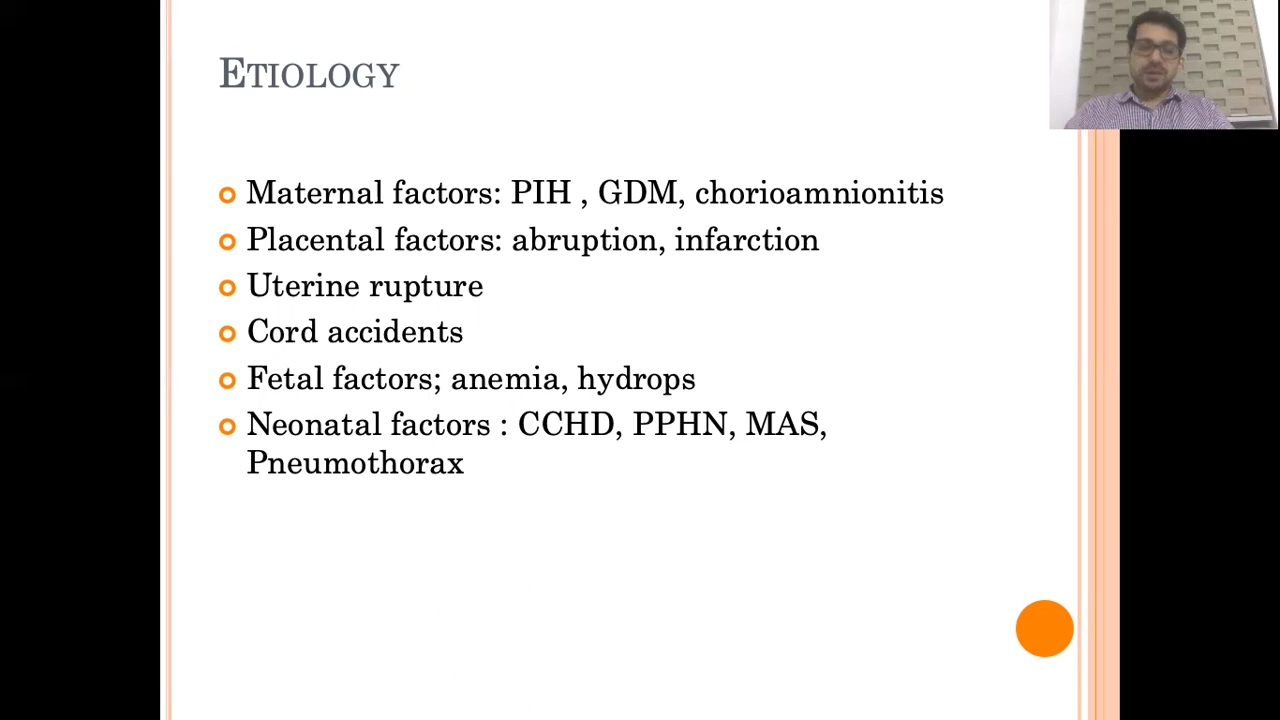 ETIOLOGY
Maternal factors: PIH , GDM, chorioamnionitis
Placental factors: abruption, infarction
Uterine rupture
Cord accidents
Fetal factors; anemia, hydrops
Neonatal factors : CCHD, PPHN, MAS,
Pneumothorax